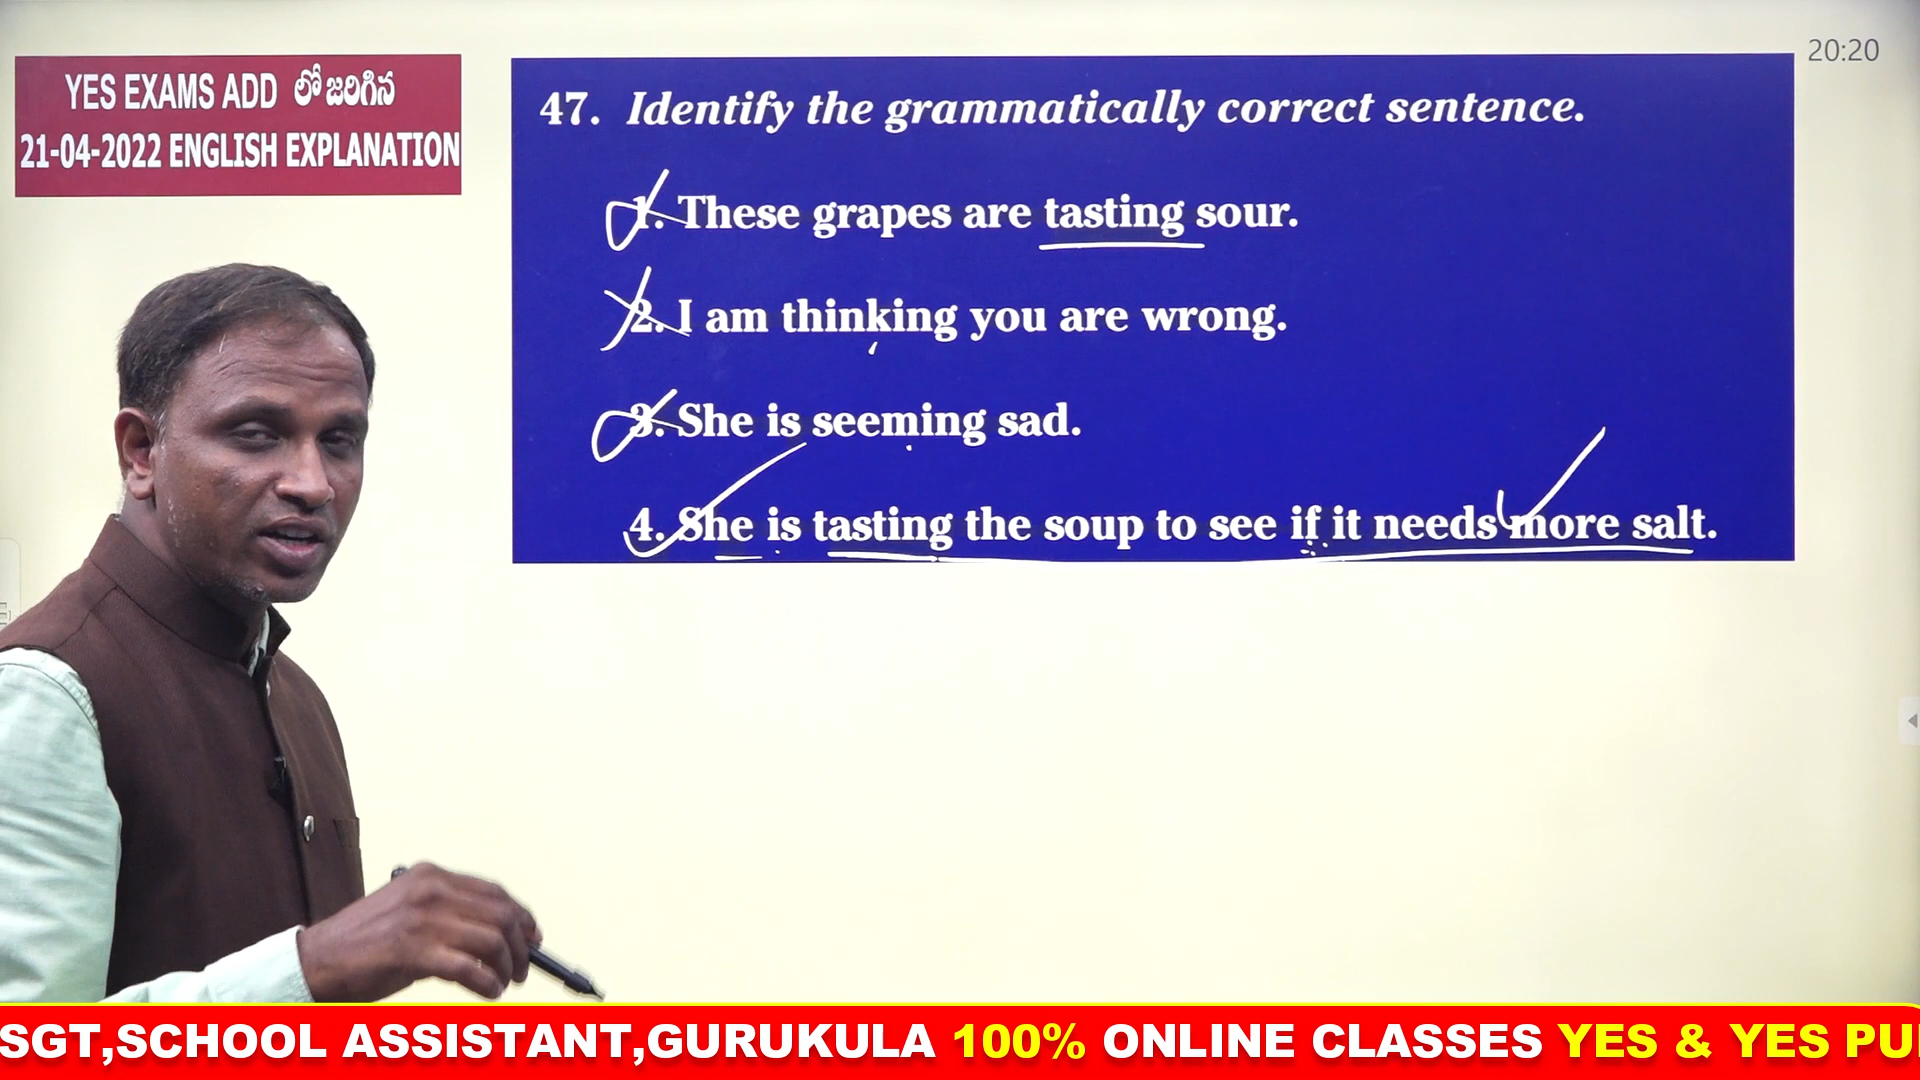 YES EXAMS ADD లో జరిగిన
21-04-2022 ENGLISH EXPLANATION
20:20
47. Identify the grammatically correct sentence.
1. These grapes are tasting sour.
2. I am thinking you are wrong.
3. She is seeming sad.
4. She is tasting the soup to see if it needs more salt.
SGT,SCHOOL ASSISTANT,GURUKULA 100% ONLINE CLASSES YES & YES PU